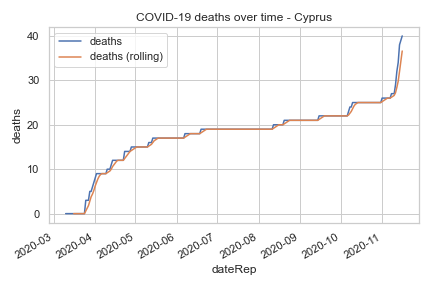 COVID-19 deaths over time - Cyprus
deaths
deaths (rolling)
40
30
20
10
0
deaths
2020-03
2020-04
2020-05
2020-06
2020-07
2020-08
2020-09
2020-10
2020-11
dateRep